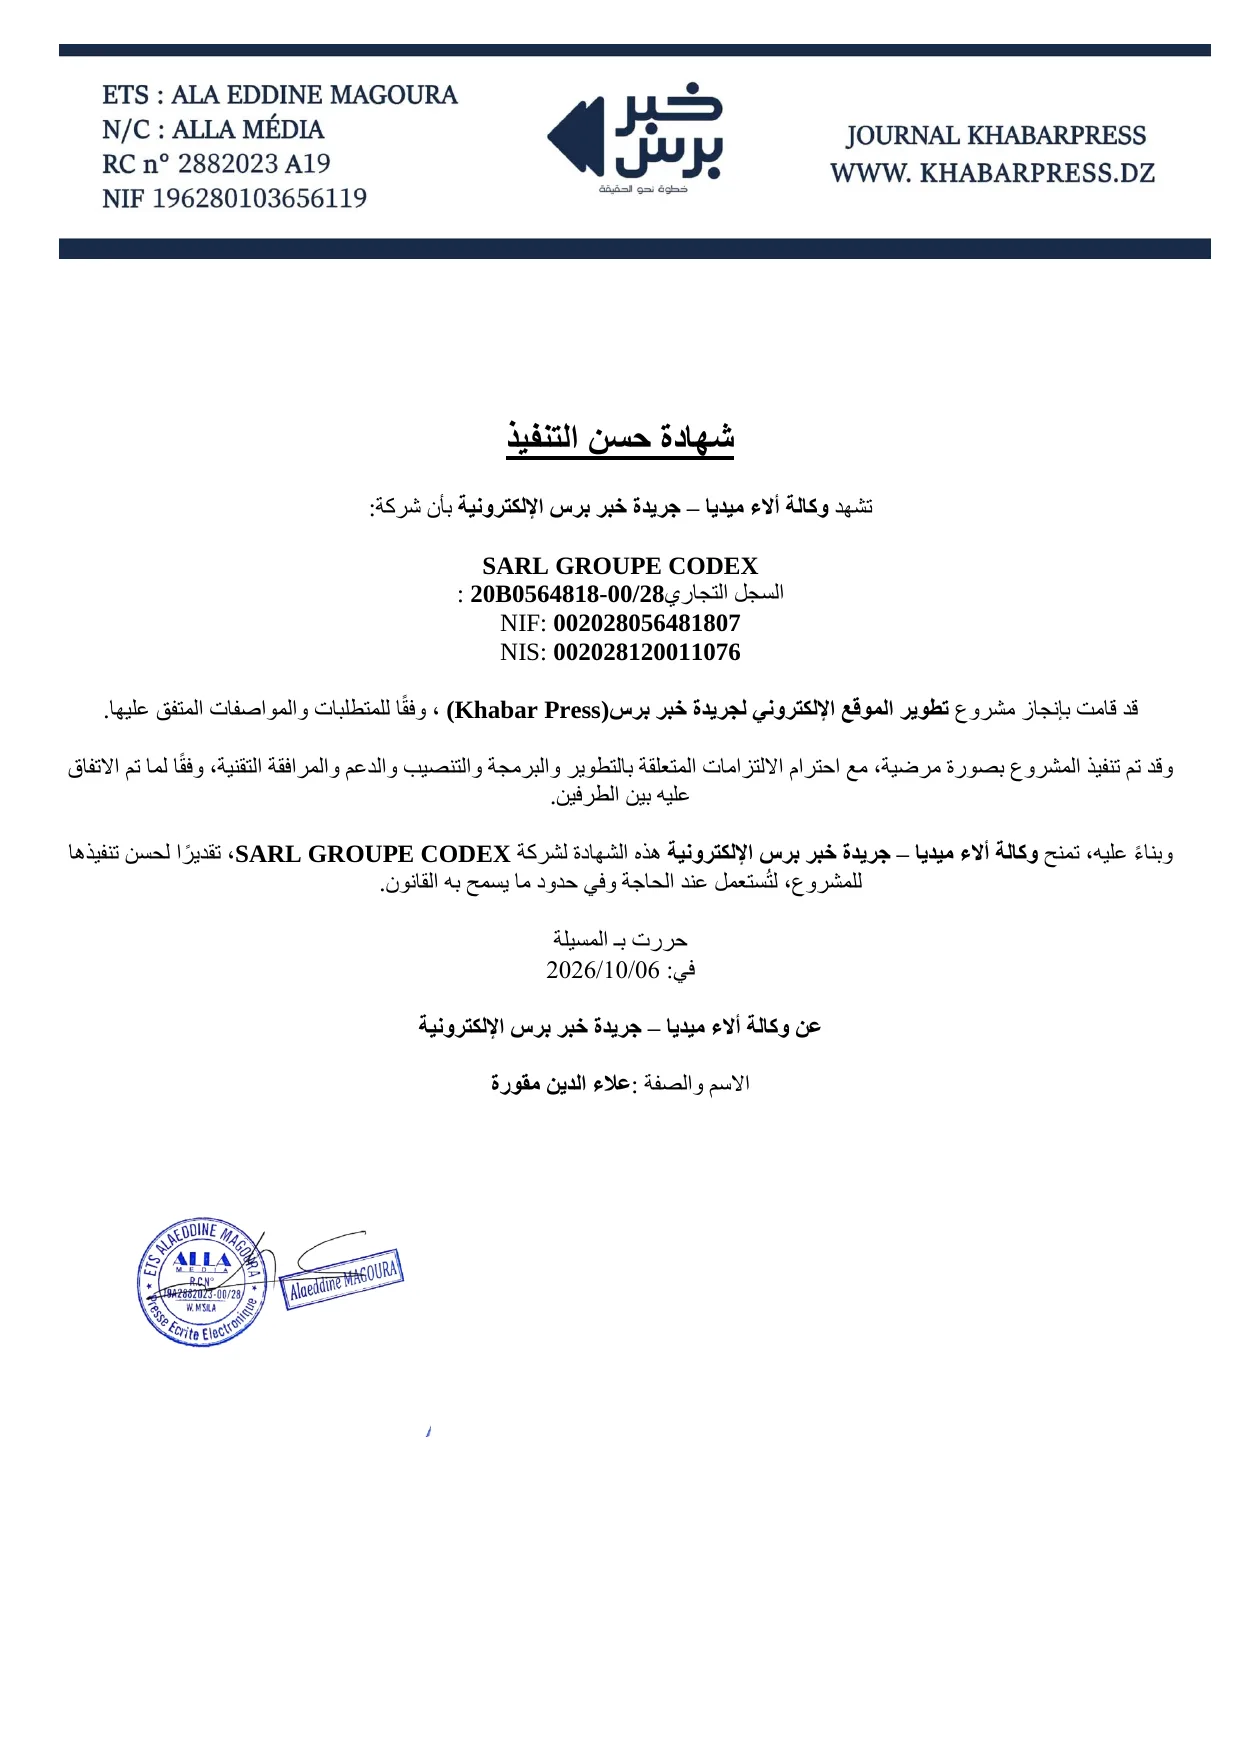 ETS : ALA EDDINE MAGOURA
N/C : ALLA MÉDIA
RC n° 2882023 A19
NIF 196280103656119
خبر
برس
خطوة نحو الحقيقة
JOURNAL KHABARPRESS
WWW. KHABARPRESS.DZ
شهادة حسن التنفيذ
تشهد وكالة ألاء ميديا – جريدة خبر برس الإلكترونية بأن شركة:
SARL GROUPE CODEX
السجل التجاري20B0564818-00/28 :
NIF: 002028056481807
NIS: 002028120011076
قد قامت بإنجاز مشروع تطوير الموقع الإلكتروني لجريدة خبر برس(Khabar Press) ، وفقًا للمتطلبات والمواصفات المتفق عليها.
وقد تم تنفيذ المشروع بصورة مرضية، مع احترام الالتزامات المتعلقة بالتطوير والبرمجة والتنصيب والدعم والمرافقة التقنية، وفقًا لما تم الاتفاق
عليه بين الطرفين.
وبناءً عليه، تمنح وكالة ألاء ميديا – جريدة خبر برس الإلكترونية هذه الشهادة لشركة SARL GROUPE CODEX، تقديرًا لحسن تنفيذها
للمشروع، لتُستعمل عند الحاجة وفي حدود ما يسمح به القانون.
حررت بـ المسيلة
في: 2026/10/06
عن وكالة ألاء ميديا – جريدة خبر برس الإلكترونية
الاسم والصفة :علاء الدين مقورة
ETS ALAEDDINE MAGOURA
ALLA
MEDIA
R.C.N°
19A2882023-00/28
W. M'SILA
Presse Ecrite Electronique
Alaeddine MAGOURA